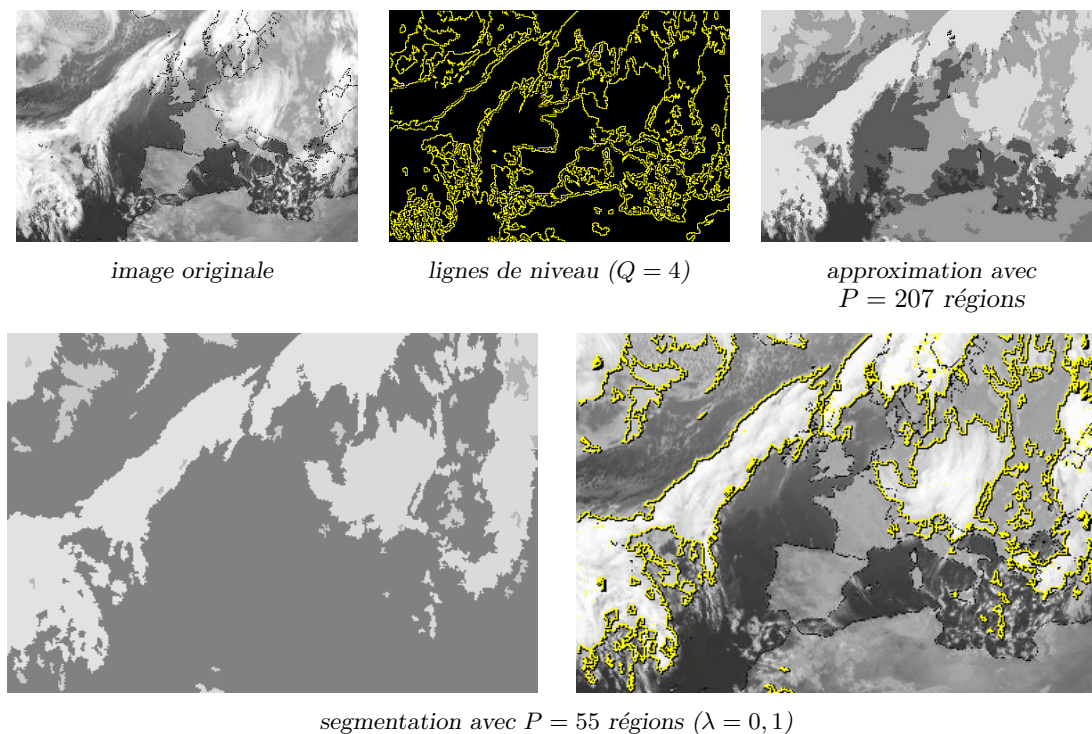 image originale
lignes de niveau (Q = 4)
approximation avec
P = 207 régions
segmentation avec P = 55 régions (λ = 0, 1)